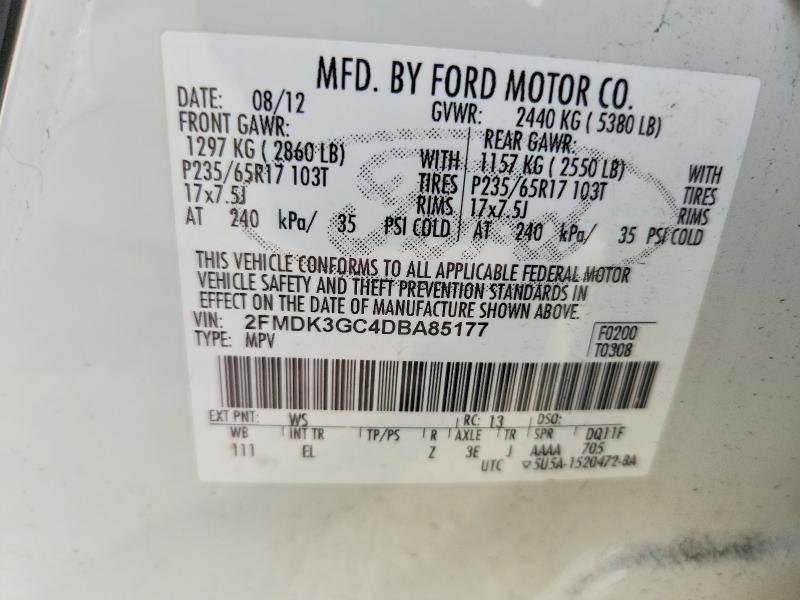 MFD. BY FORD MOTOR CO.
DATE: 08/12 GVWR: 2440 KG ( 5380 LB)
FRONT GAWR: REAR GAWR:
1297 KG ( 2860 LB) WITH 1157 KG ( 2550 LB) WITH
P235/65R17 103T TIRES P235/65R17 103T TIRES
17x7.5J RIMS 17x7.5J RIMS
AT 240 kPa/ 35 PSI COLD AT 240 kPa/ 35 PSI COLD
THIS VEHICLE CONFORMS TO ALL APPLICABLE FEDERAL MOTOR
VEHICLE SAFETY AND THEFT PREVENTION STANDARDS IN
EFFECT ON THE DATE OF MANUFACTURE SHOWN ABOVE.
VIN: 2FMDK3GC4DBA85177 F0200
TYPE: MPV T0308
EXT PNT: WS RC: 13 DSO:
WB INT TR TP/PS R AXLE TR SPR DQ11F
111 EL Z 3E J AAAA 705
UTC ▽5U5A-1520472-BA
Ford